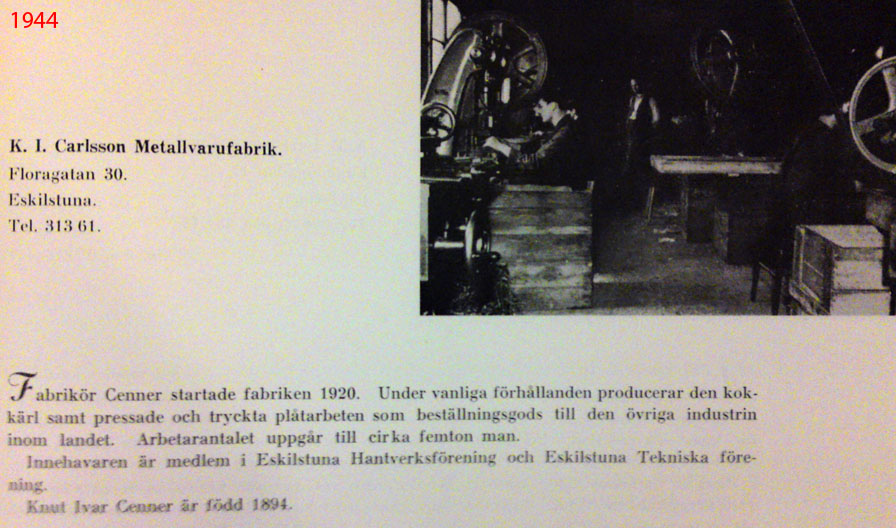 1944
K. I. Carlsson Metallvarufabrik.
Floragatan 30.
Eskilstuna.
Tel. 313 61.
Fabrikör Cenner startade fabriken 1920. Under vanliga förhållanden producerar den kok-
kärl samt pressade och tryckta plåtarbeten som beställningsgods till den övriga industrin
inom landet. Arbetarantalet uppgår till cirka femton man.
Innehavaren är medlem i Eskilstuna Hantverksförening och Eskilstuna Tekniska före-
ning.
Knut Ivar Cenner är född 1894.